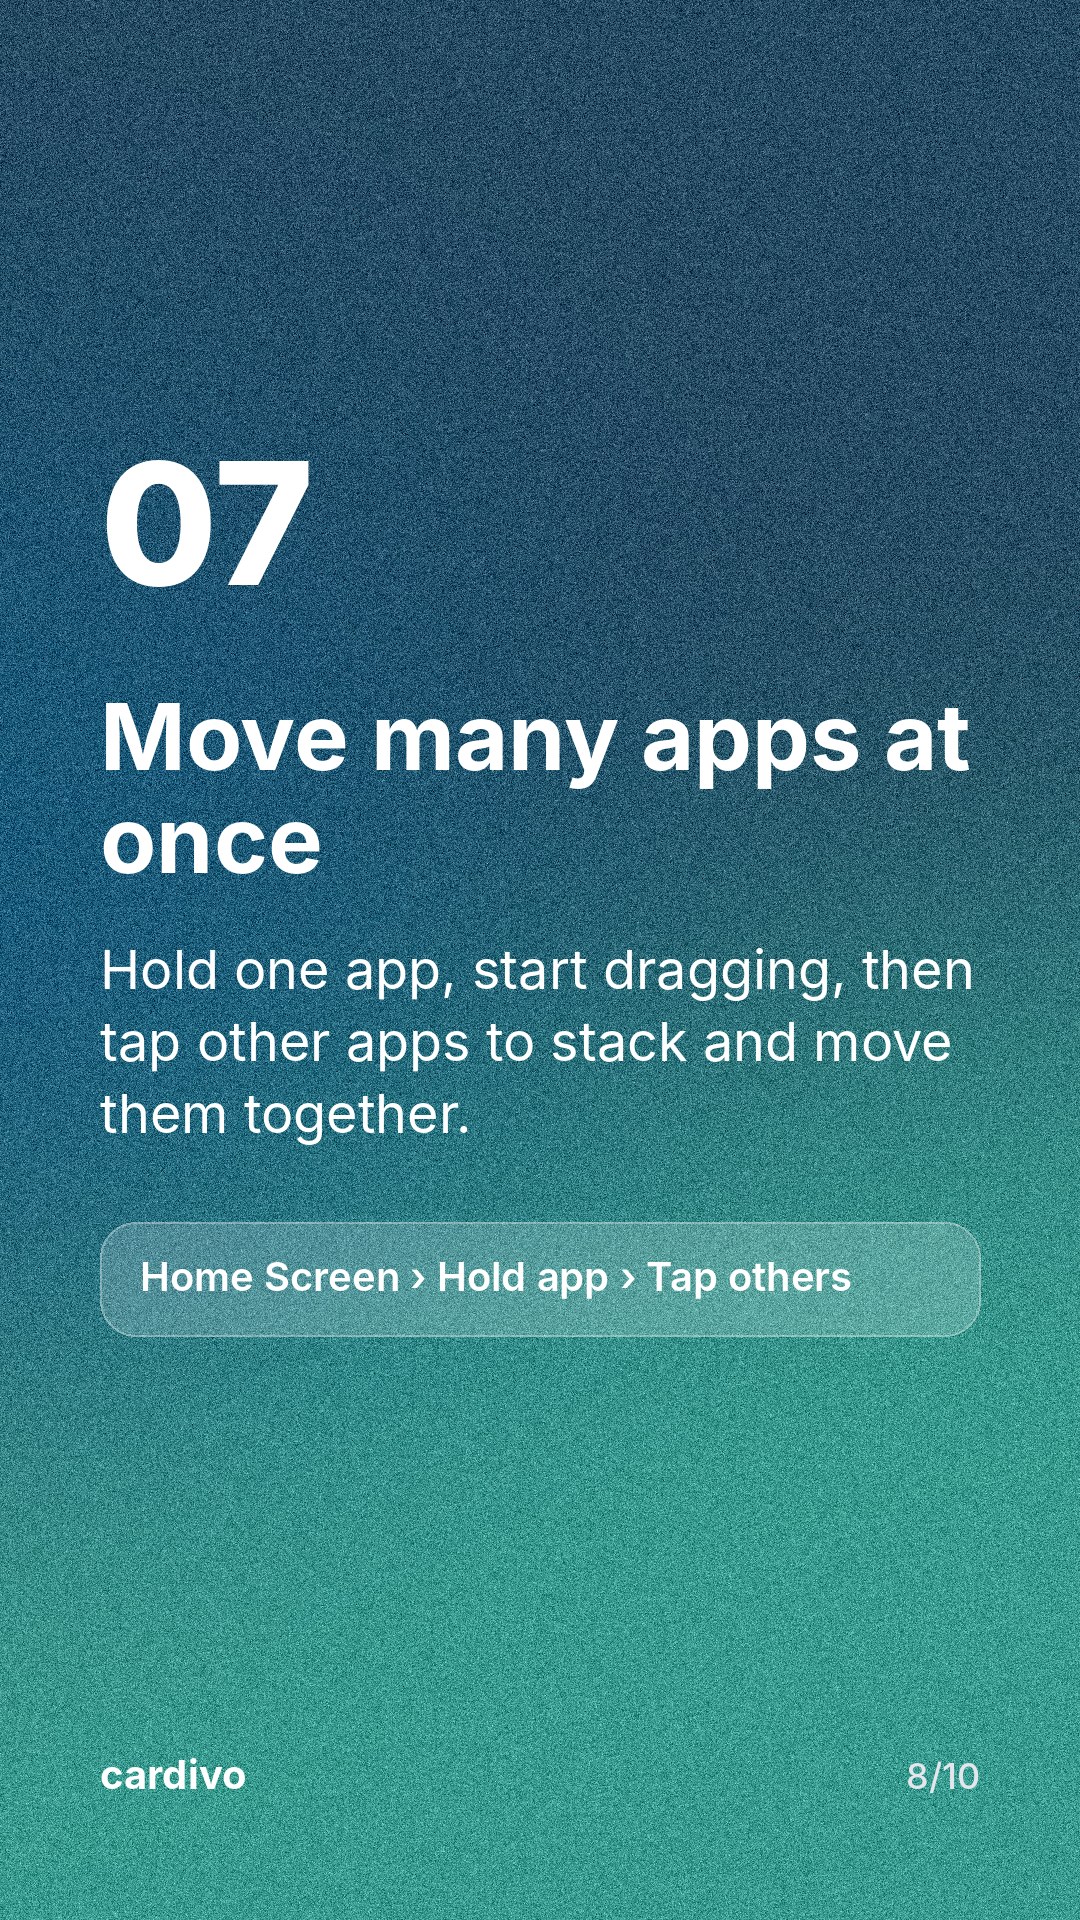 07
Move many apps at
once
Hold one app, start dragging, then
tap other apps to stack and move
them together.
Home Screen › Hold app › Tap others
cardivo
8/10